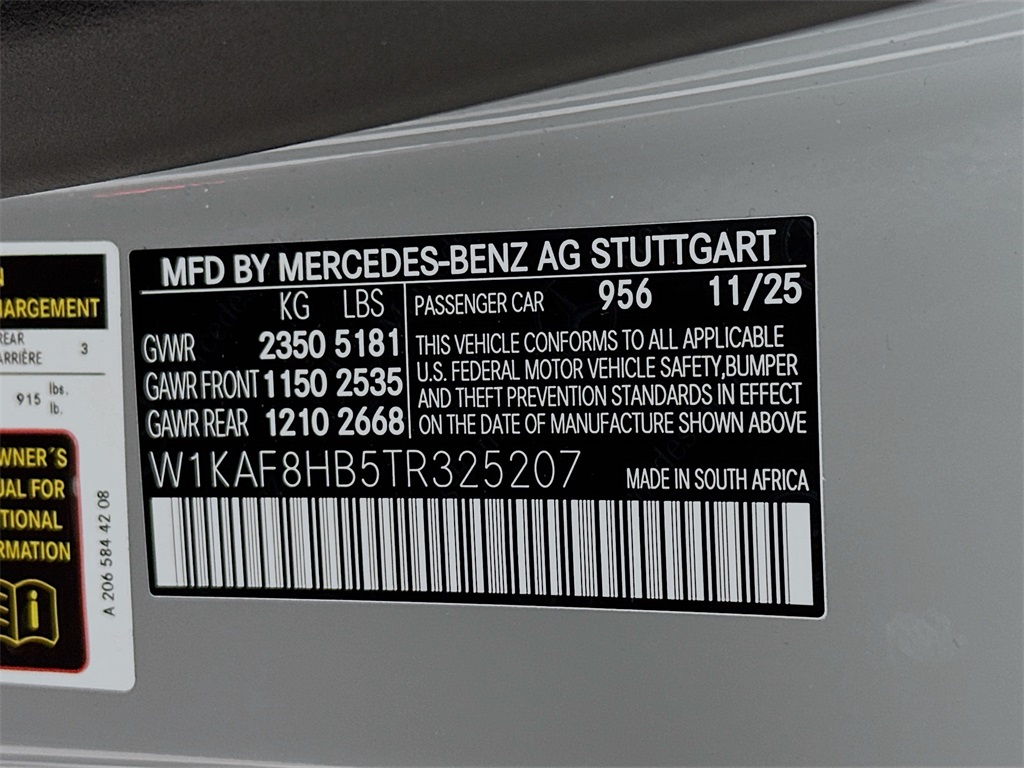 HARGEMENT
REAR
ARRIÈRE 3
915 lbs.
lb.
WNER´S
UAL FOR
TIONAL
RMATION
A 206 584 42 08
MFD BY MERCEDES-BENZ AG STUTTGART
KG LBS
GVWR 2350 5181
GAWR FRONT 1150 2535
GAWR REAR 1210 2668
PASSENGER CAR 956 11/25
THIS VEHICLE CONFORMS TO ALL APPLICABLE
U.S. FEDERAL MOTOR VEHICLE SAFETY,BUMPER
AND THEFT PREVENTION STANDARDS IN EFFECT
ON THE DATE OF MANUFACTURE SHOWN ABOVE
W1KAF8HB5TR325207
MADE IN SOUTH AFRICA